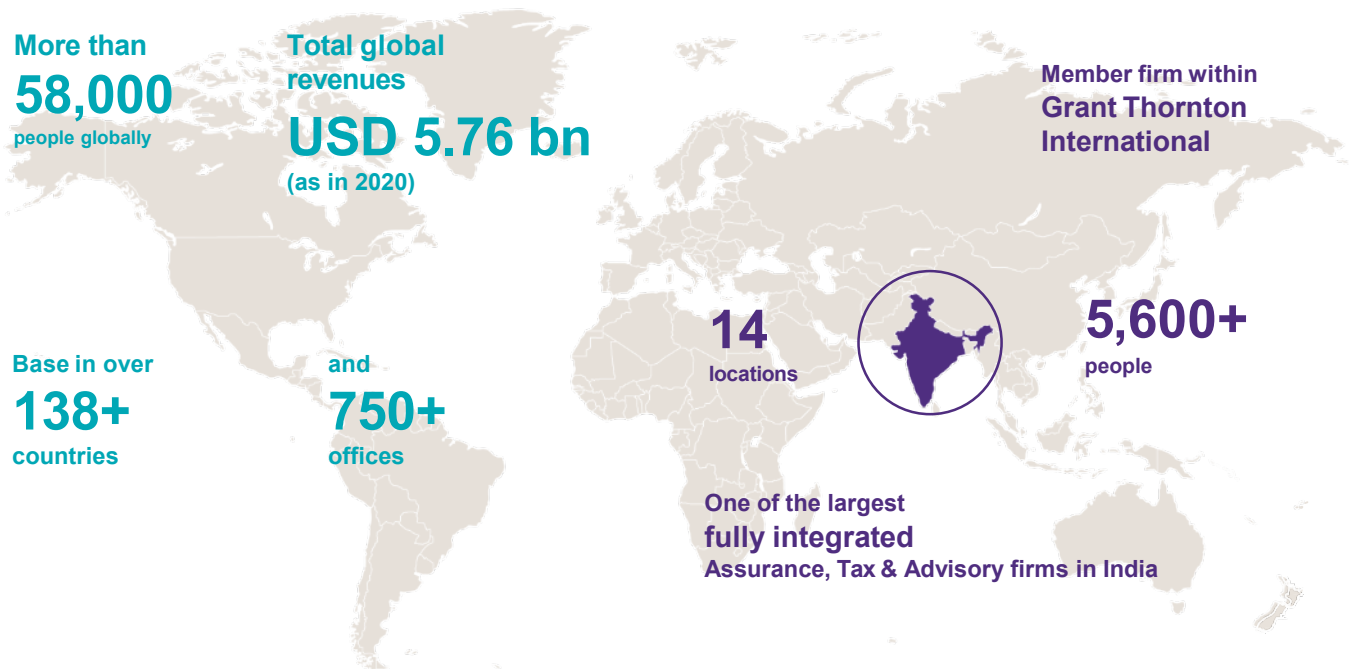 More than
58,000
people globally
Total global
revenues
USD 5.76 bn
(as in 2020)
Member firm within
Grant Thornton
International
Base in over
138+
countries
and
750+
offices
14
locations
5,600+
people
One of the largest
fully integrated
Assurance, Tax & Advisory firms in India